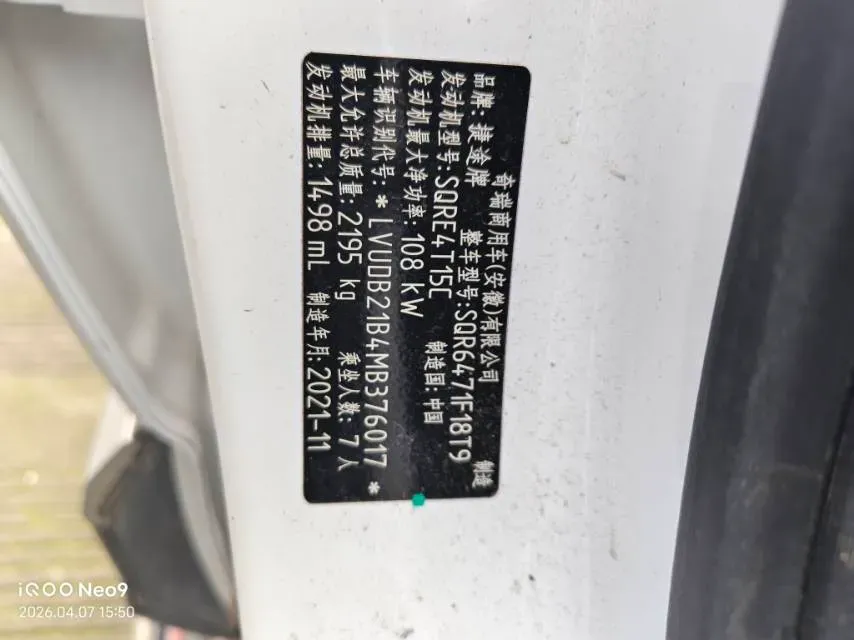 奇瑞商用车(安徽)有限公司 制造
品牌: 捷途牌 整车型号:SQR6471F18T9
发动机型号:SQRE4T15C 制造国:中国
发动机最大净功率: 108 kW
车辆识别代号: * LVUDB21B4MB376017 *
最大允许总质量: 2195 kg 乘坐人数: 7 人
发动机排量: 1498 mL 制造年月: 2021-11
iQOO Neo9
2026.04.07 15:50